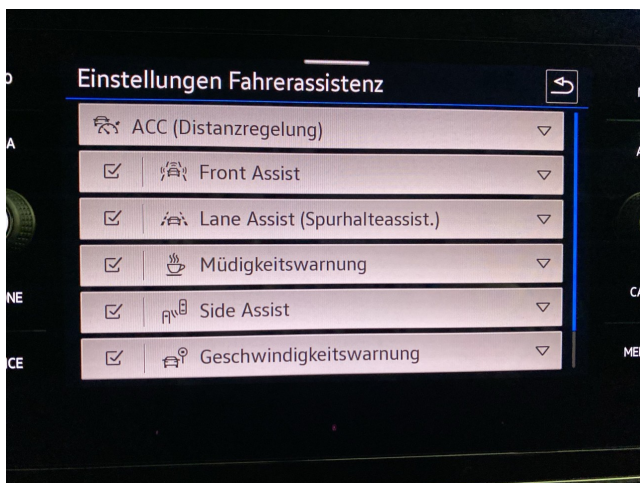 Einstellungen Fahrerassistenz
ACC (Distanzregelung)
Front Assist
Lane Assist (Spurhalteassist.)
Müdigkeitswarnung
Side Assist
Geschwindigkeitswarnung